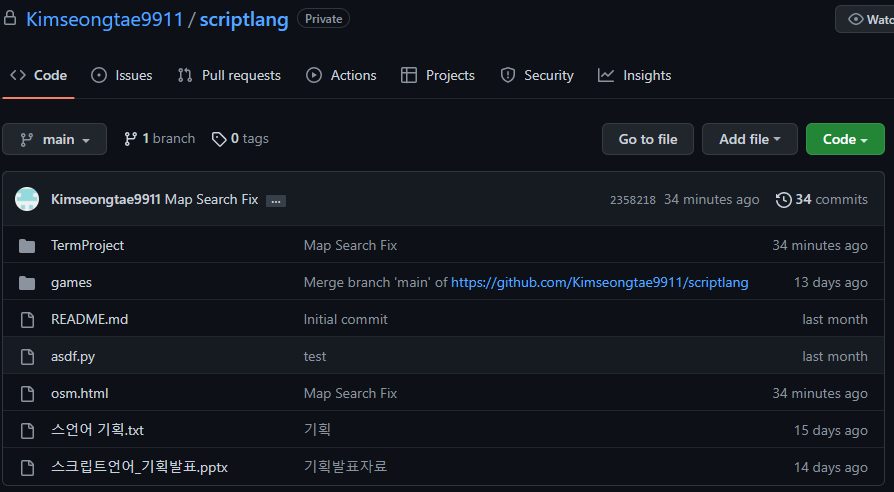 Kimseongtae9911 / scriptlang Private Watc
Code Issues Pull requests Actions Projects Security Insights
main 1 branch 0 tags Go to file Add file Code
Kimseongtae9911 Map Search Fix ... 2358218 34 minutes ago 34 commits
TermProject Map Search Fix 34 minutes ago
games Merge branch 'main' of https://github.com/Kimseongtae9911/scriptlang 13 days ago
README.md Initial commit last month
asdf.py test last month
osm.html Map Search Fix 34 minutes ago
스언어 기획.txt 기획 15 days ago
스크립트언어_기획발표.pptx 기획발표자료 14 days ago